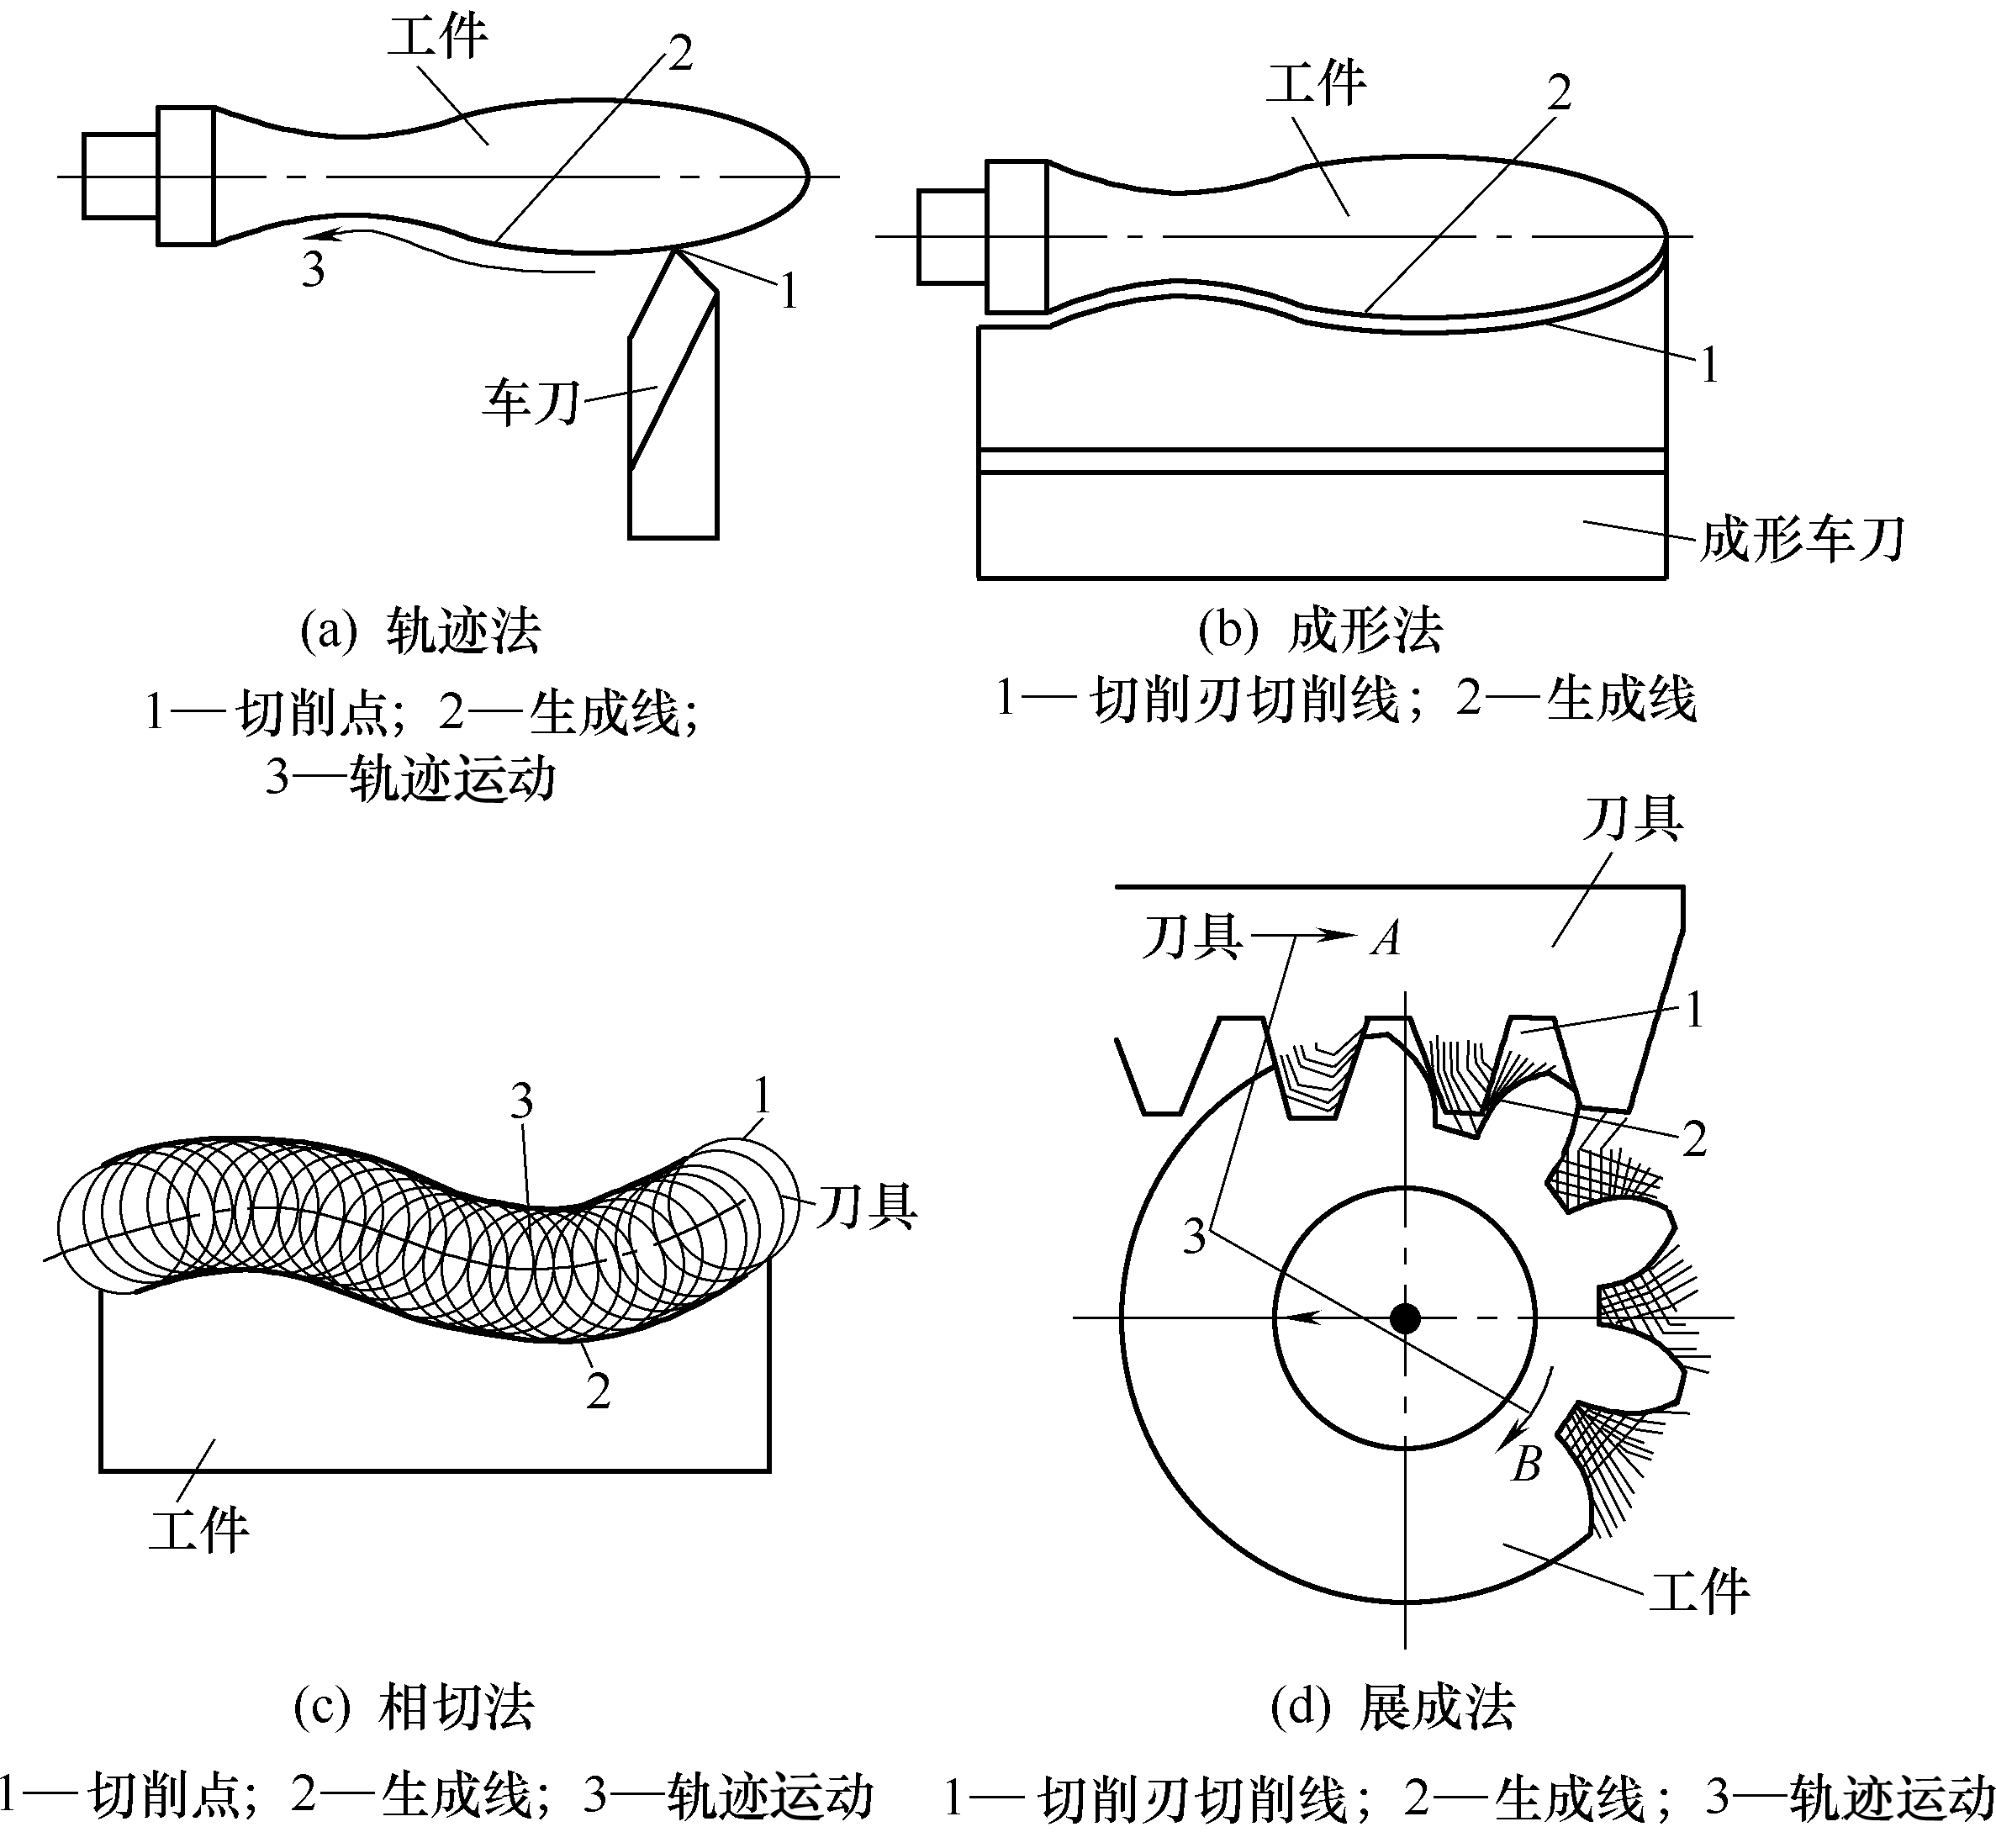 工件
2
3
1
车刀
(a) 轨迹法
1—切削点；2—生成线；
3—轨迹运动
工件
2
1
成形车刀
(b) 成形法
1—切削刃切削线；2—生成线
3
1
刀具
2
工件
(c) 相切法
1—切削点；2—生成线；3—轨迹运动
刀具
刀具
A
1
2
3
B
工件
(d) 展成法
1—切削刃切削线；2—生成线；3—轨迹运动